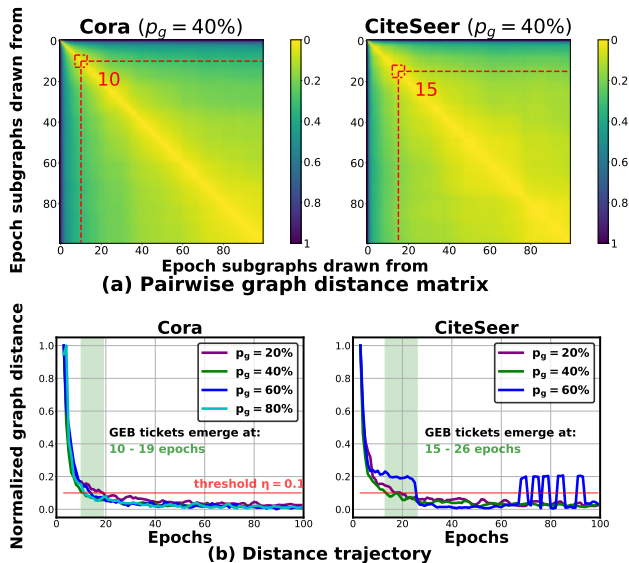 Cora (p_g = 40%)
CiteSeer (p_g = 40%)
Epoch subgraphs drawn from
0
20
40
60
80
0 20 40 60 80
10
0
0.2
0.4
0.6
0.8
1
0
20
40
60
80
0 20 40 60 80
15
0
0.2
0.4
0.6
0.8
1
Epoch subgraphs drawn from
(a) Pairwise graph distance matrix
Cora
CiteSeer
Normalized graph distance
1.0
0.8
0.6
0.4
0.2
0.0
p_g = 20%
p_g = 40%
p_g = 60%
p_g = 80%
GEB tickets emerge at:
10 - 19 epochs
threshold η = 0.1
0 20 40 60 80 100
Epochs
1.0
0.8
0.6
0.4
0.2
0.0
p_g = 20%
p_g = 40%
p_g = 60%
GEB tickets emerge at:
15 - 26 epochs
0 20 40 60 80 100
Epochs
(b) Distance trajectory